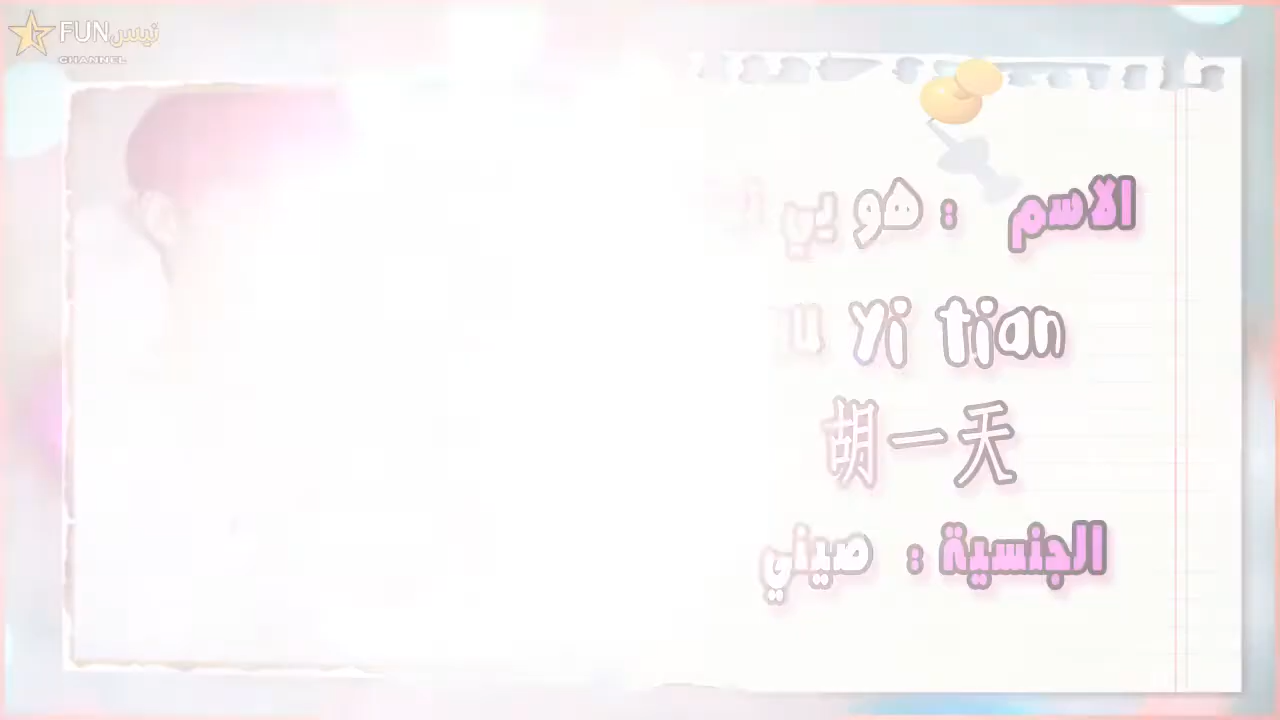 FUN نيس
CHANNEL
الاسم : هو يي
Yi tian
胡一天
الجنسية : صيني